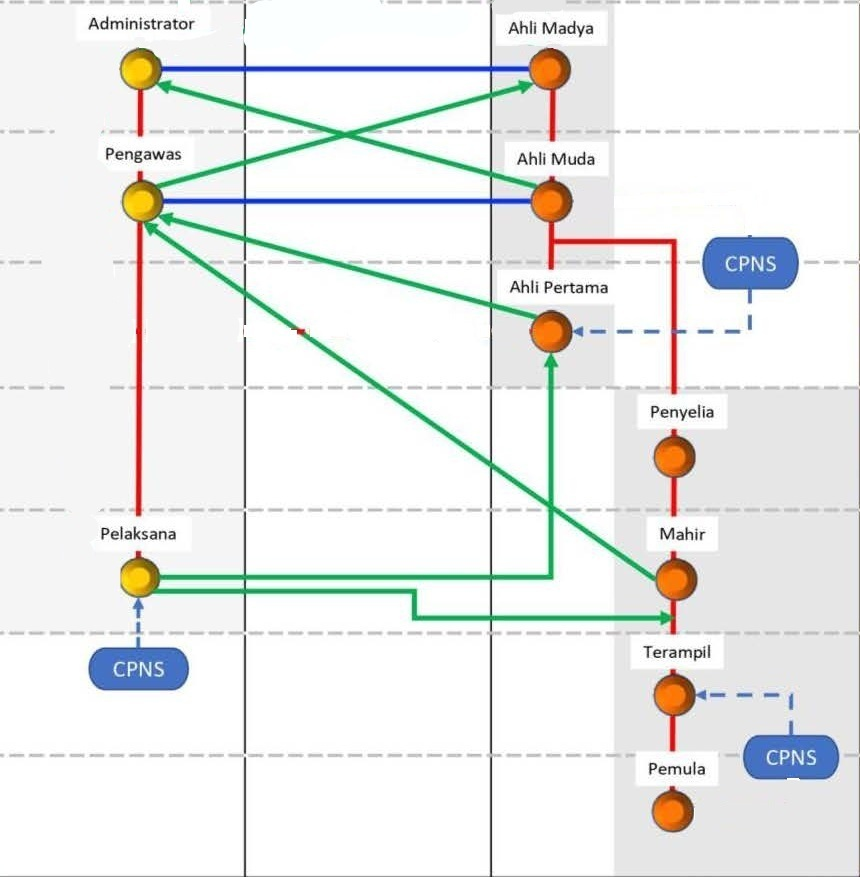 Administrator
Ahli Madya
Pengawas
Ahli Muda
CPNS
Ahli Pertama
Penyelia
Pelaksana
Mahir
Terampil
CPNS
CPNS
Pemula